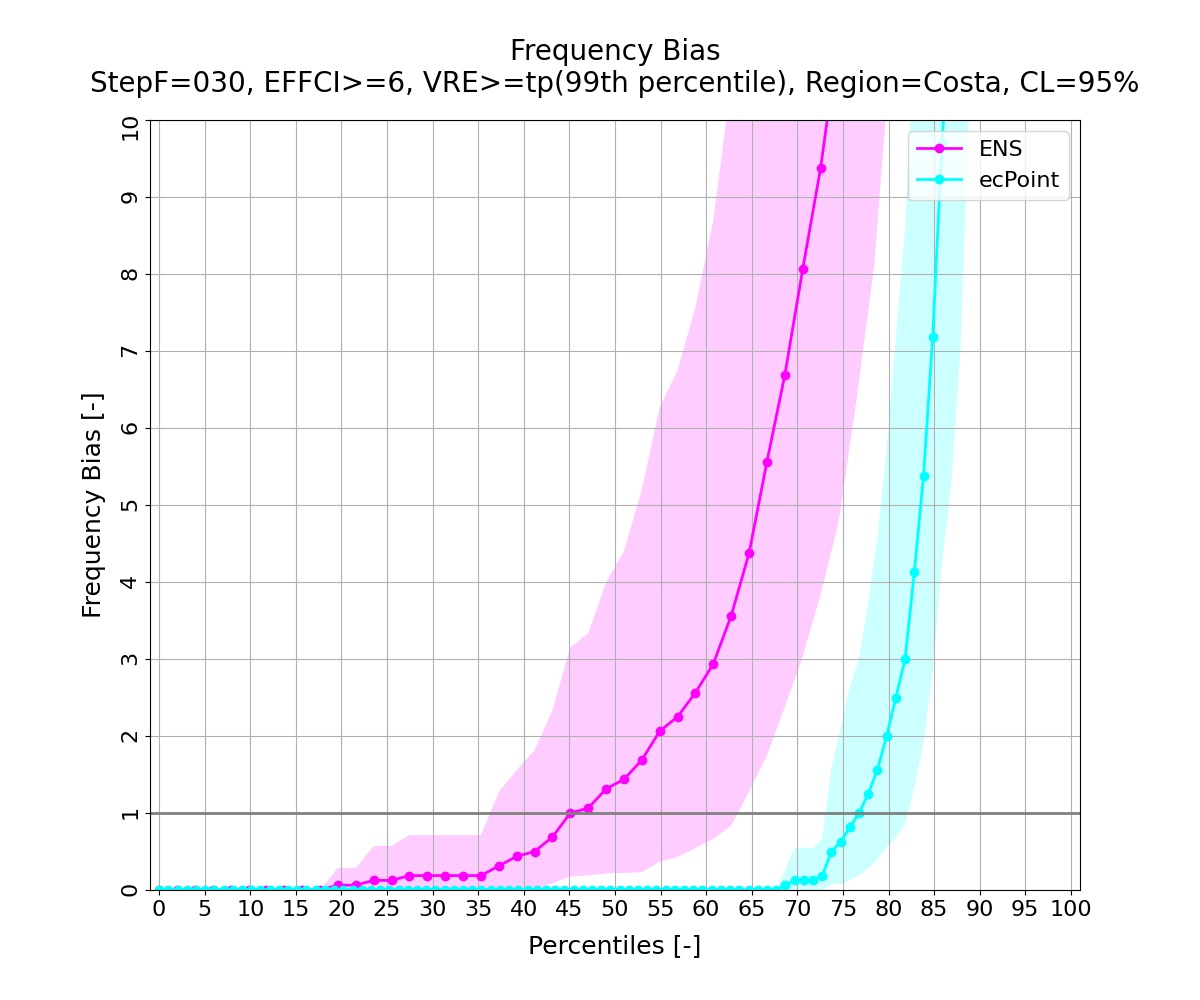 Frequency Bias
StepF=030, EFFCI>=6, VRE>=tp(99th percentile), Region=Costa, CL=95%
ENS
ecPoint
Frequency Bias [-]
10
9
8
7
6
5
4
3
2
1
0
0 5 10 15 20 25 30 35 40 45 50 55 60 65 70 75 80 85 90 95 100
Percentiles [-]